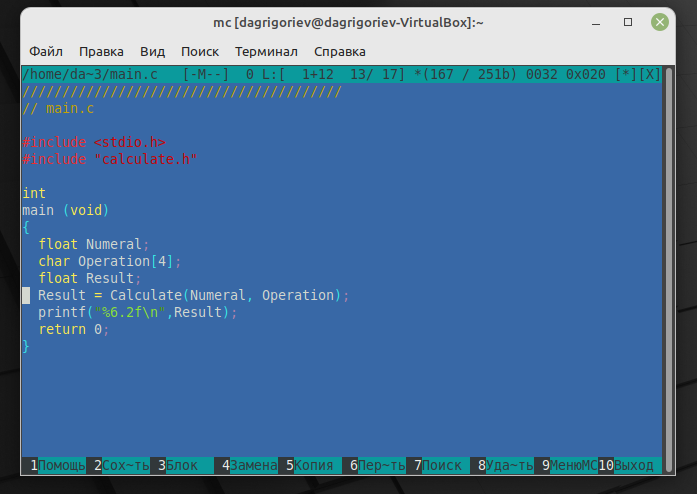 mc [dagrigoriev@dagrigoriev-VirtualBox]:~
Файл Правка Вид Поиск Терминал Справка
/home/da~3/main.c   [-M--]  0 L:[  1+12  13/ 17] *(167 / 251b) 0032 0x020 [*][X]
////////////////////////////////////////
// main.c

#include <stdio.h>
#include "calculate.h"

int
main (void)
{
  float Numeral;
  char Operation[4];
  float Result;
  Result = Calculate(Numeral, Operation);
  printf("%6.2f\n",Result);
  return 0;
}
1Помощь 2Сох~ть 3Блок 4Замена 5Копия 6Пер~ть 7Поиск 8Уда~ть 9МенюMC 10Выход